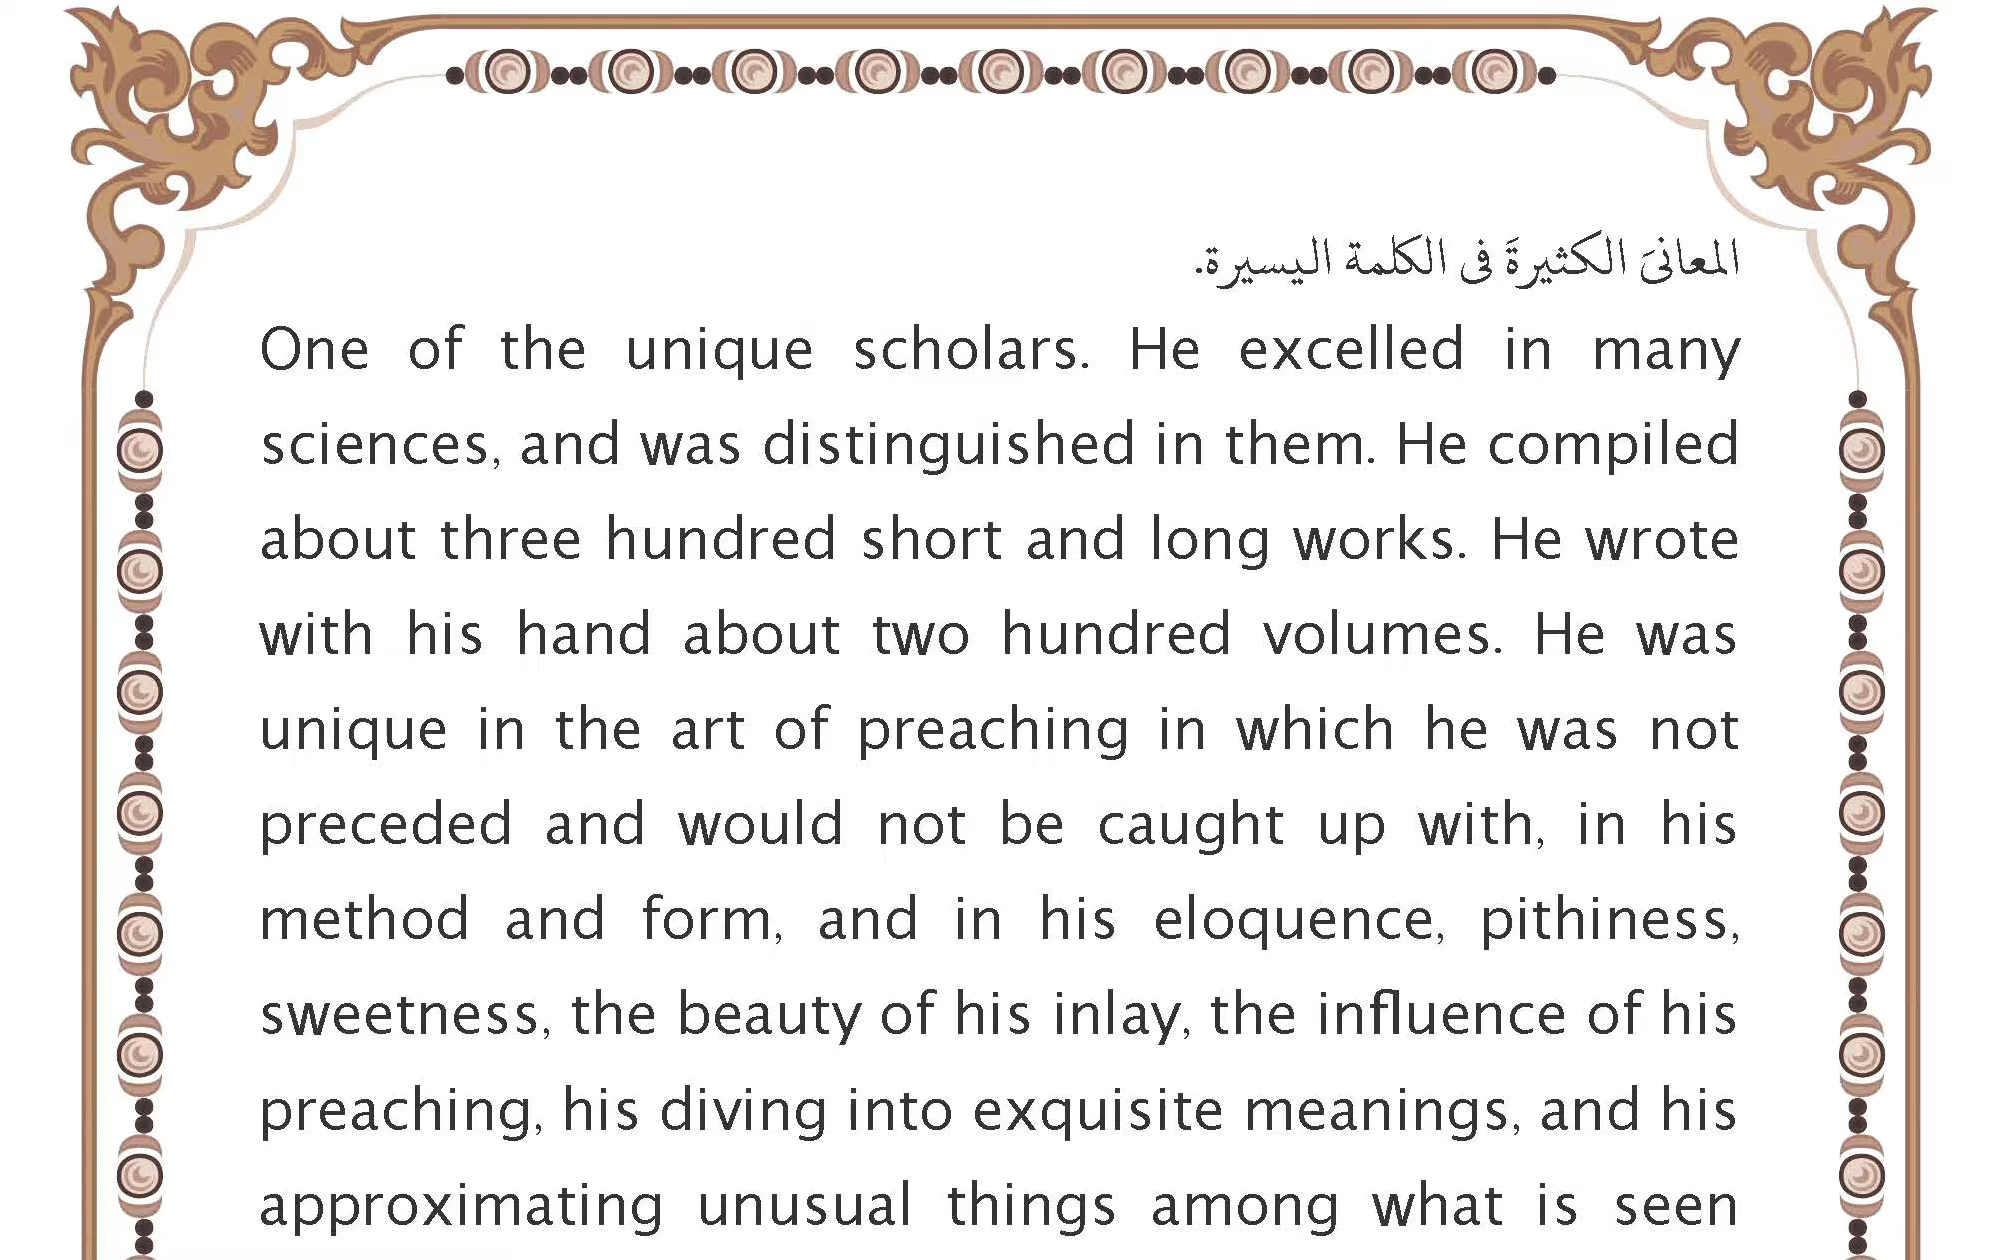 المعانىَ الكثيرةَ فى الكلمة اليسيرة.
One of the unique scholars. He excelled in many
sciences, and was distinguished in them. He compiled
about three hundred short and long works. He wrote
with his hand about two hundred volumes. He was
unique in the art of preaching in which he was not
preceded and would not be caught up with, in his
method and form, and in his eloquence, pithiness,
sweetness, the beauty of his inlay, the influence of his
preaching, his diving into exquisite meanings, and his
approximating unusual things among what is seen